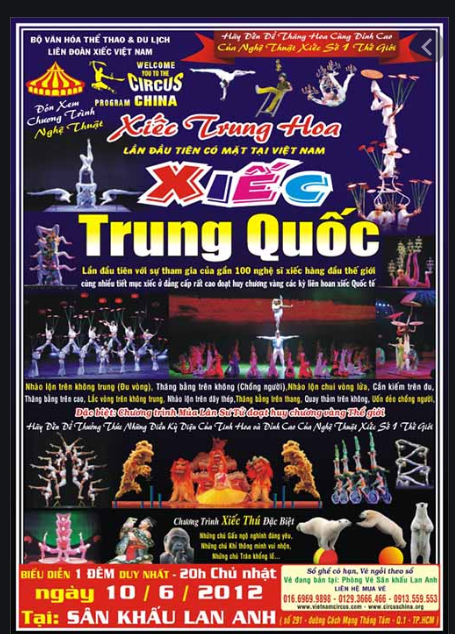 BỘ VĂN HÓA THỂ THAO & DU LỊCH
LIÊN ĐOÀN XIẾC VIỆT NAM
Hãy Đến Để Thăng Hoa Cùng Đỉnh Cao
Của Nghệ Thuật Xiếc Số 1 Thế Giới
WELCOME
YOU TO THE
CIRCUS
PROGRAM CHINA
Đón Xem
Chương Trình
Nghệ Thuật
Xiếc Trung Hoa
LẦN ĐẦU TIÊN CÓ MẶT TẠI VIỆT NAM
XIẾC
Trung Quốc
Lần đầu tiên với sự tham gia của gần 100 nghệ sĩ xiếc hàng đầu thế giới
cùng nhiều tiết mục xiếc ở đẳng cấp rất cao đoạt huy chương vàng các kỳ liên hoan xiếc Quốc tế
Nhào lộn trên không trung (Đu vòng), Thăng bằng trên không (Chồng người), Nhào lộn chui vòng lửa, Cần kiếm trên đu,
Thăng bằng trên cao, Lắc vòng trên không trung, Nhào lộn trên dây thép, Thăng bằng trên thang, Quay thảm trên không, Uốn dẻo chồng người,
Đặc biệt: Chương trình Múa Lân Sư Tử đoạt huy chương vàng Thế giới
Hãy Đến Để Thưởng Thức Những Điều Kỳ Diệu Của Tinh Hoa và Đỉnh Cao Của Nghệ Thuật Xiếc Số 1 Thế Giới
Chương Trình Xiếc Thú Đặc Biệt
Những chú Gấu ngộ nghĩnh đáng yêu,
Những chú Khỉ thông minh vui nhộn,
Những chú Trăn khổng lồ...
BIỂU DIỄN 1 ĐÊM DUY NHẤT - 20h Chủ nhật
ngày 10 / 6 / 2012
Số ghế có hạn, Vé ngồi theo số
Vé đang bán tại: Phòng Vé Sân khấu Lan Anh
LIÊN HỆ MUA VÉ
016.6969.9898 - 0129.3666.466 - 0913.559.553
www.vietnamcircus.com - www.circuschina.org
Tại: SÂN KHẤU LAN ANH ( số 291 - đường Cách Mạng Tháng Tám - Q.1 - TP.HCM )